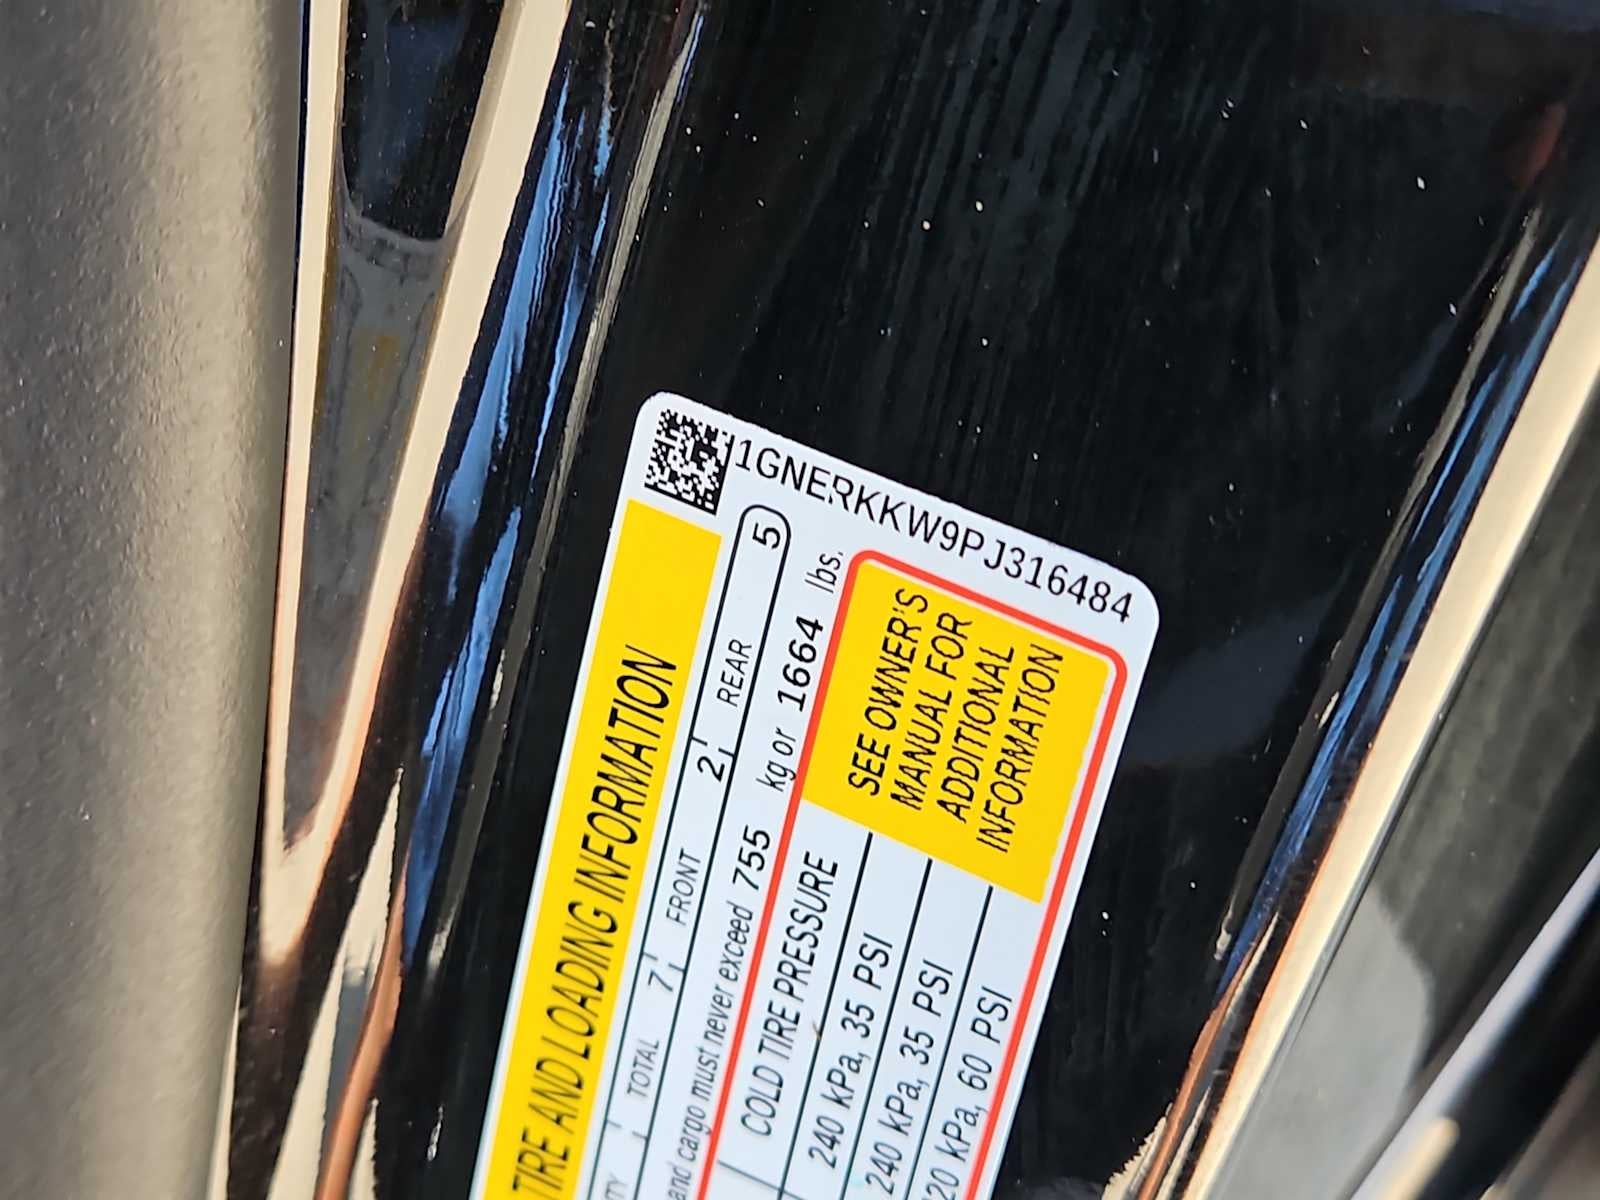 1GNERKKW9PJ316484
TIRE AND LOADING INFORMATION
TOTAL 7 FRONT 2 REAR 5
and cargo must never exceed 755 kg or 1664 lbs.
COLD TIRE PRESSURE
240 kPa, 35 PSI
240 kPa, 35 PSI
20 kPa, 60 PSI
SEE OWNER'S
MANUAL FOR
ADDITIONAL
INFORMATION